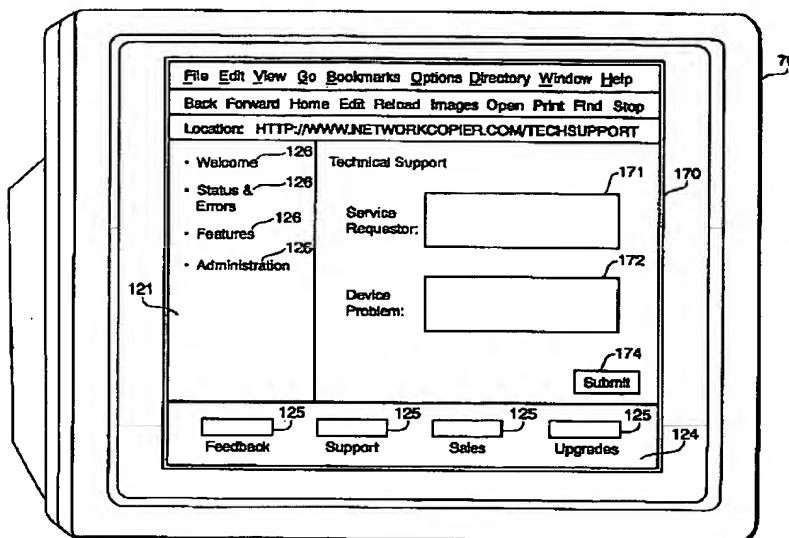 File Edit View Go Bookmarks Options Directory Window Help
Back Forward Home Edit Reload Images Open Print Find Stop
Location: HTTP://WWW.NETWORKCOPIER.COM/TECHSUPPORT
Welcome 126
Status & Errors 126
Features 126
Administration 126
121
Technical Support
171
170
Service Requestor:
172
Device Problem:
174
Submit
125 125 125 125
Feedback Support Sales Upgrades
124